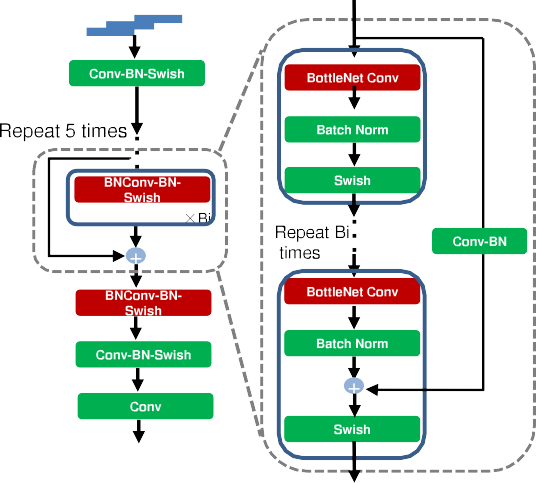 Conv-BN-Swish
Repeat 5 times
BNConv-BN-
Swish
×Bi
+
BNConv-BN-
Swish
Conv-BN-Swish
Conv
BottleNet Conv
Batch Norm
Swish
Repeat Bi
times
Conv-BN
BottleNet Conv
Batch Norm
+
Swish